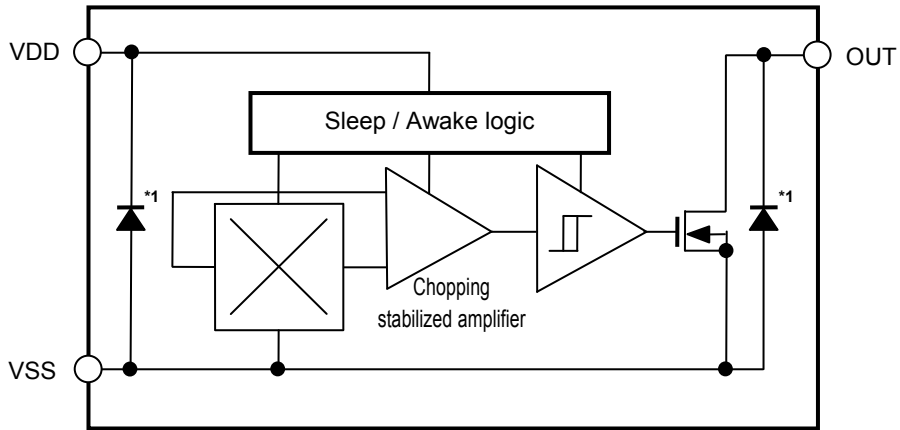 VDD
OUT
Sleep / Awake logic
*1
*1
Chopping
stabilized amplifier
VSS